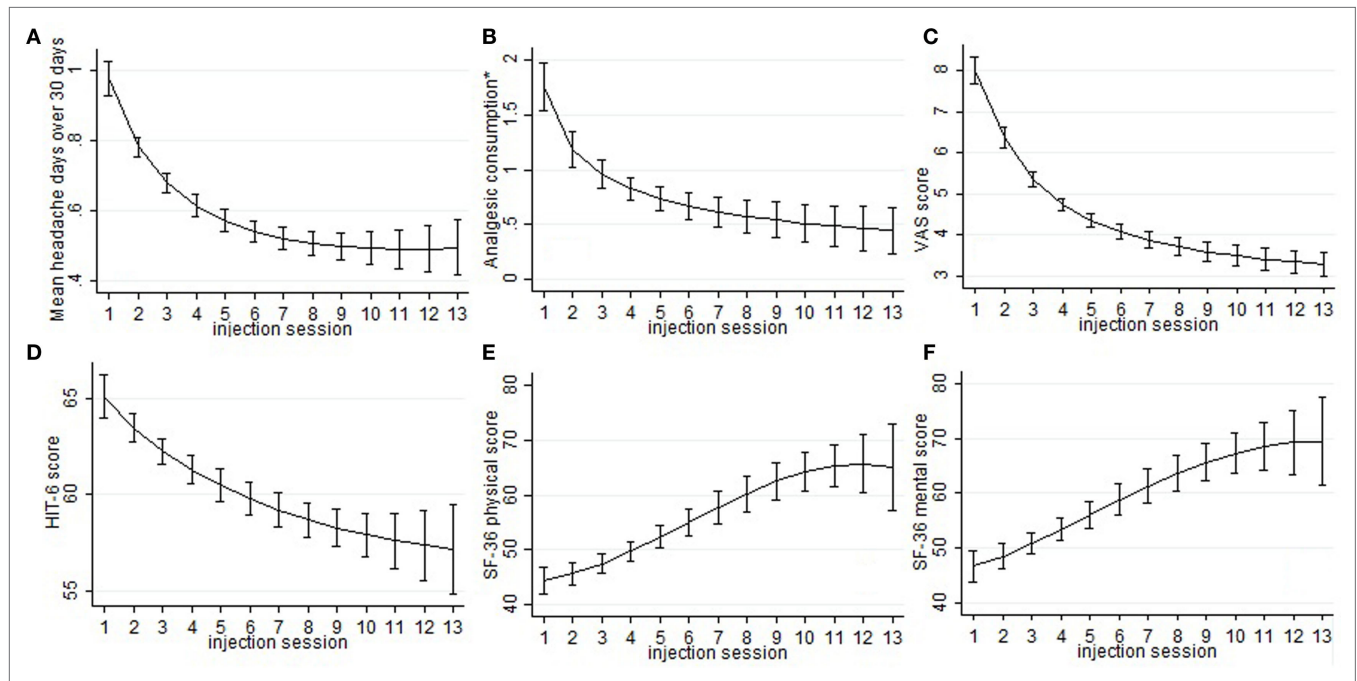 A
Mean headache days over 30 days
1
.8
.6
.4
1 2 3 4 5 6 7 8 9 10 11 12 13
injection session
B
Analgesic consumption*
2
1.5
1
.5
0
1 2 3 4 5 6 7 8 9 10 11 12 13
injection session
C
VAS score
8
7
6
5
4
3
1 2 3 4 5 6 7 8 9 10 11 12 13
injection session
D
HIT-6 score
65
60
55
1 2 3 4 5 6 7 8 9 10 11 12 13
injection session
E
SF-36 physical score
80
70
60
50
40
1 2 3 4 5 6 7 8 9 10 11 12 13
injection session
F
SF-36 mental score
80
70
60
50
40
1 2 3 4 5 6 7 8 9 10 11 12 13
injection session